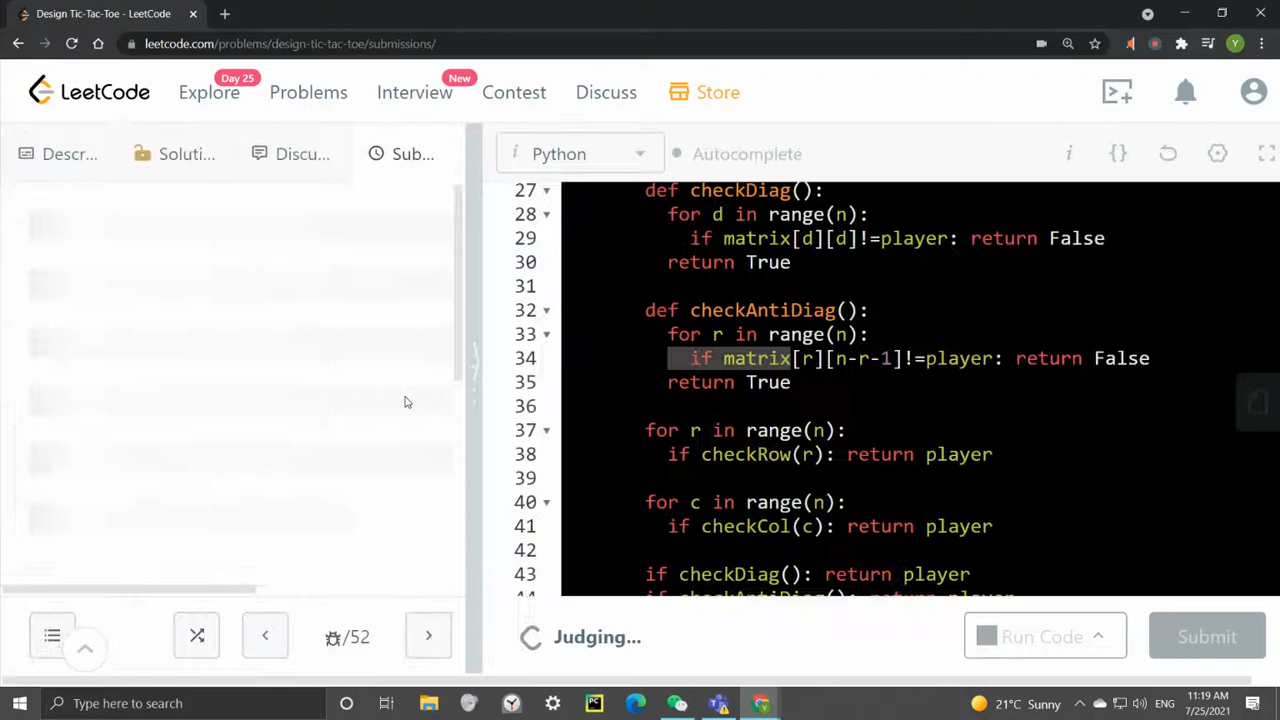 Design Tic-Tac-Toe - LeetCode
leetcode.com/problems/design-tic-tac-toe/submissions/
Y
LeetCode
Explore
Day 25
Problems
Interview
New
Contest
Discuss
Store
Descr...
Soluti...
Discu...
Sub...
i Python
Autocomplete
27 def checkDiag():
28 for d in range(n):
29 if matrix[d][d]!=player: return False
30 return True
31
32 def checkAntiDiag():
33 for r in range(n):
34 if matrix[r][n-r-1]!=player: return False
35 return True
36
37 for r in range(n):
38 if checkRow(r): return player
39
40 for c in range(n):
41 if checkCol(c): return player
42
43 if checkDiag(): return player
44 if checkAntiDiag(): return player
/52
Judging...
Run Code
Submit
Type here to search
21°C Sunny
ENG
11:19 AM
7/25/2021